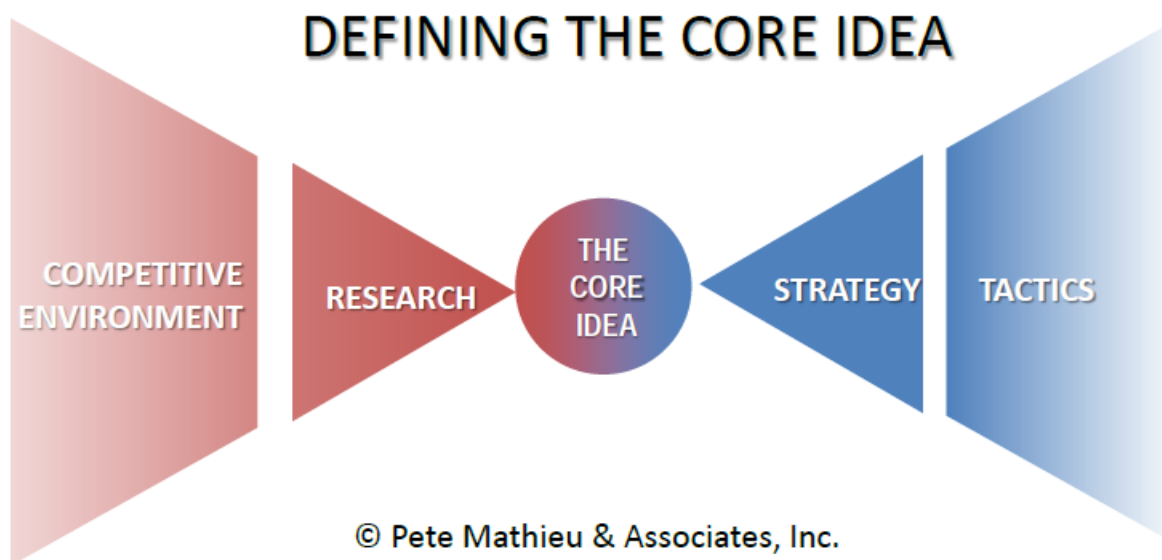 DEFINING THE CORE IDEA
COMPETITIVE
ENVIRONMENT
RESEARCH
THE
CORE
IDEA
STRATEGY
TACTICS
© Pete Mathieu & Associates, Inc.